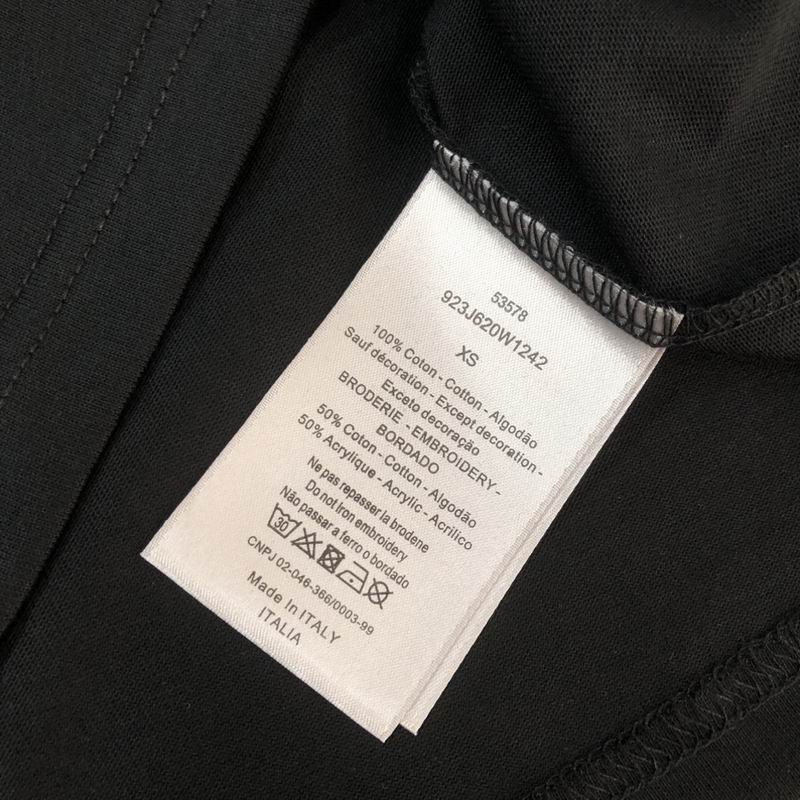 53578
923J620W1242
XS
100% Coton - Cotton - Algodão
Sauf décoration - Except decoration -
Exceto decoração
BRODERIE - EMBROIDERY -
BORDADO
50% Coton - Cotton - Algodão
50% Acrylique - Acrylic - Acrílico
Ne pas repasser la brodene
Do not Iron embroidery
Não passar a ferro o bordado
30
CNPJ 02-046-366/0003-99
Made In ITALY
ITALIA